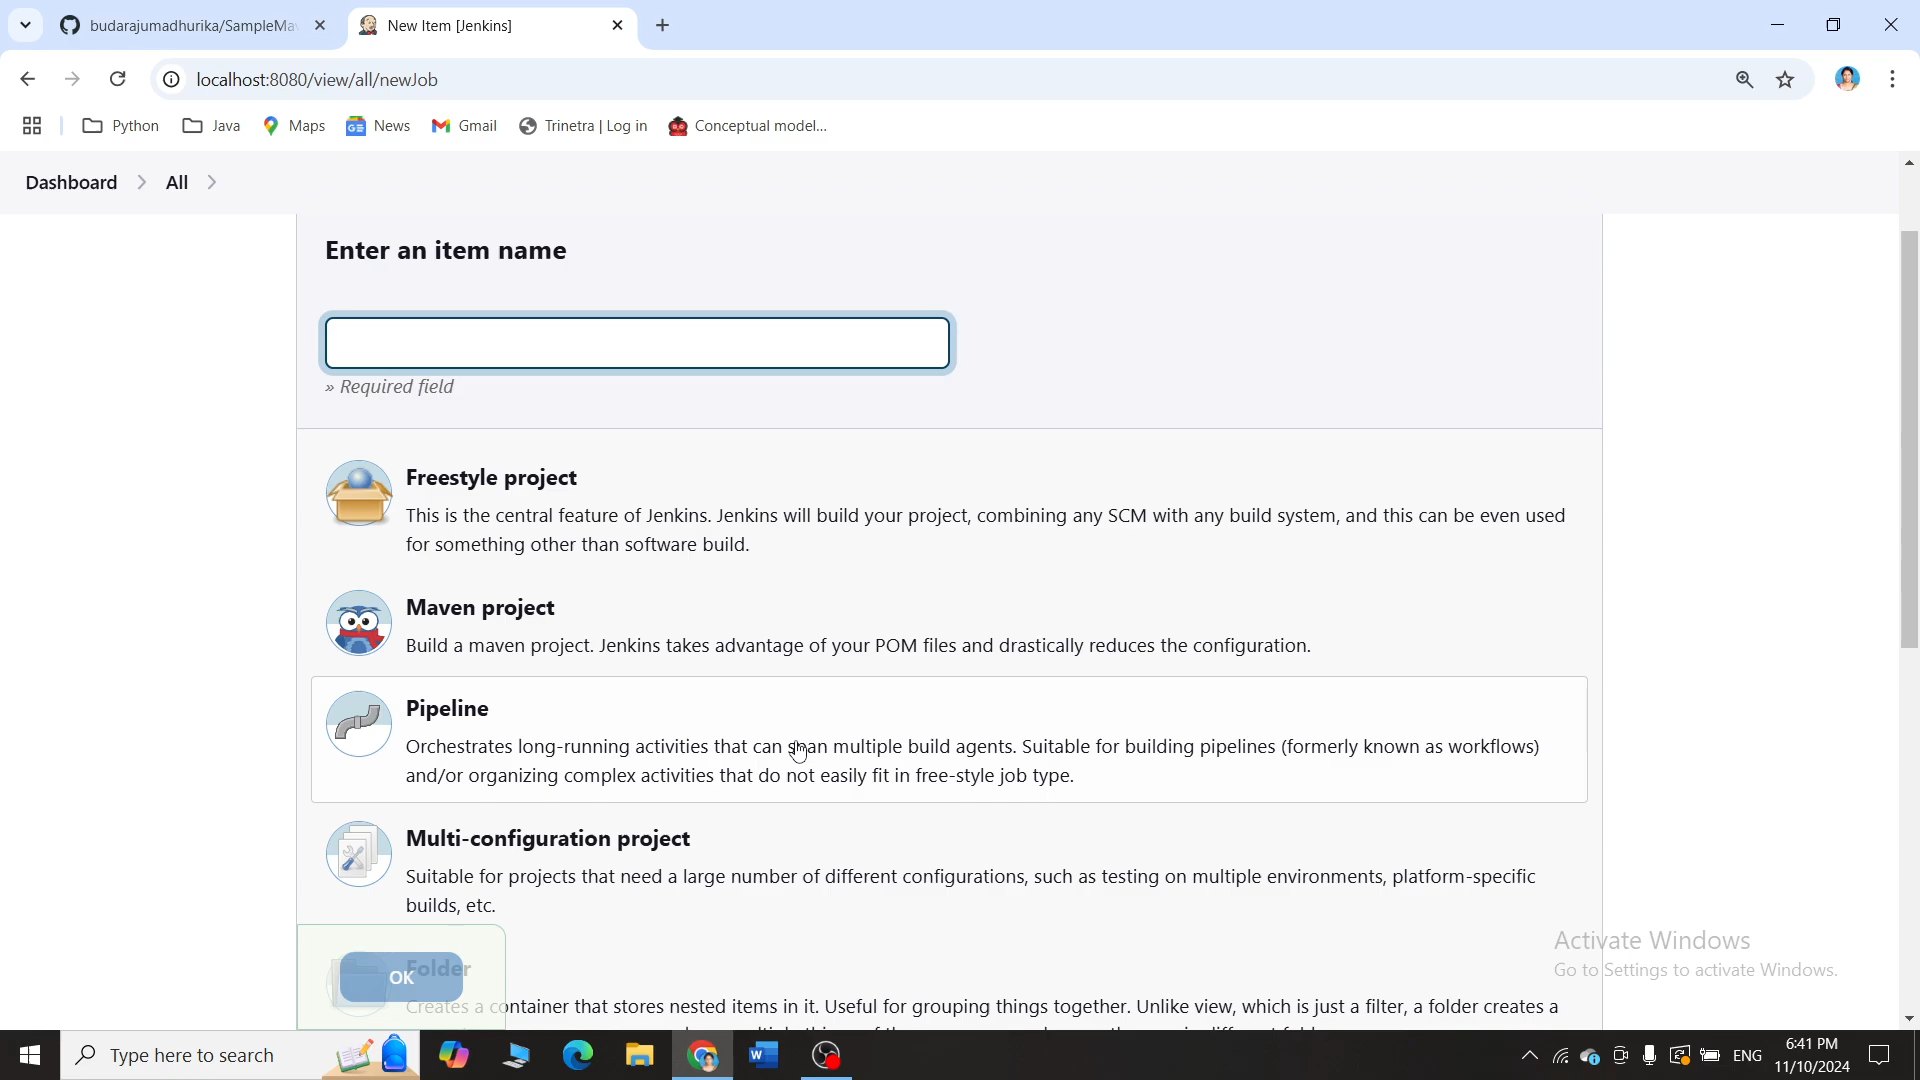 budarajumadhurika/SampleMa
New Item [Jenkins]
localhost:8080/view/all/newJob
Python
Java
Maps
News
Gmail
Trinetra | Log in
Conceptual model...
Dashboard
All
Enter an item name
» Required field
Freestyle project
This is the central feature of Jenkins. Jenkins will build your project, combining any SCM with any build system, and this can be even used
for something other than software build.
Maven project
Build a maven project. Jenkins takes advantage of your POM files and drastically reduces the configuration.
Pipeline
Orchestrates long-running activities that can span multiple build agents. Suitable for building pipelines (formerly known as workflows)
and/or organizing complex activities that do not easily fit in free-style job type.
Multi-configuration project
Suitable for projects that need a large number of different configurations, such as testing on multiple environments, platform-specific
builds, etc.
Activate Windows
Go to Settings to activate Windows.
Folder
OK
Creates a container that stores nested items in it. Useful for grouping things together. Unlike view, which is just a filter, a folder creates a
Type here to search
ENG
6:41 PM
11/10/2024